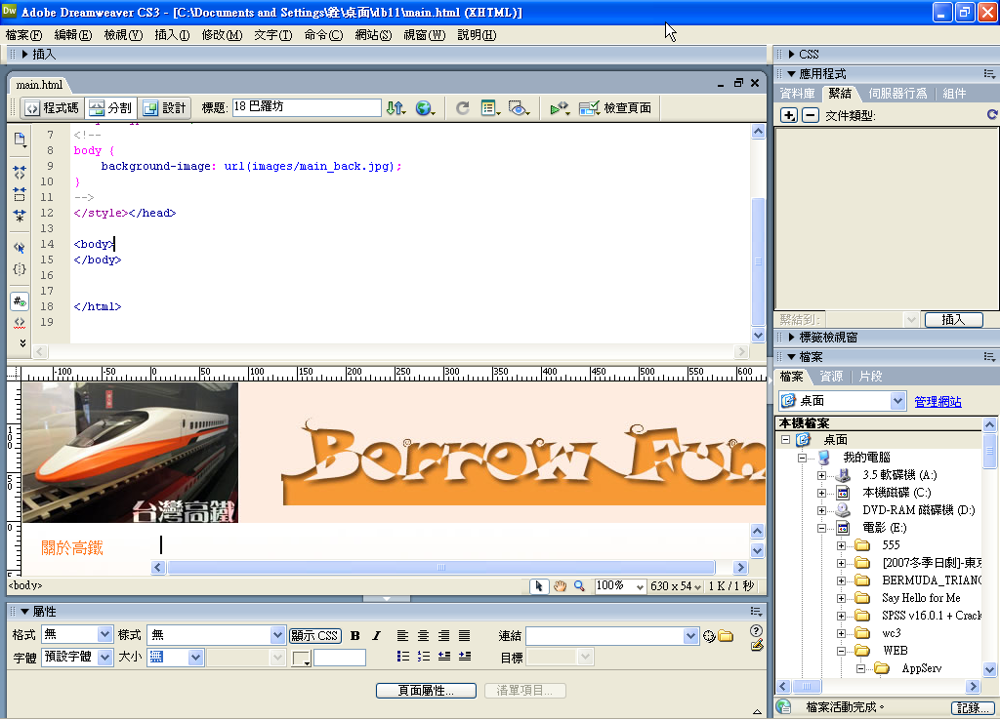 Adobe Dreamweaver CS3 - [C:\Documents and Settings\銓\桌面\db11\main.html (XHTML)]
檔案(F) 編輯(E) 檢視(V) 插入(I) 修改(M) 文字(T) 命令(C) 網站(S) 視窗(W) 說明(H)
插入
main.html
程式碼 分割 設計 標題: 18 巴羅坊 檢查頁面
7 <!--
8 body {
9 background-image: url(images/main_back.jpg);
10 }
11 -->
12 </style></head>
13
14 <body>
15 </body>
16
17
18 </html>
19
-100 -50 0 50 100 150 200 250 300 350 400 450 500 550 600
100
50
0
台灣高鐵
Borrow Fun
關於高鐵
<body>
100% 630 x 54 1 K / 1 秒
屬性
格式 無 樣式 無 顯示 CSS B I 連結
字體 預設字體 大小 無 目標
頁面屬性... 清單項目...
CSS
應用程式
資料庫 繫結 伺服器行為 組件
文件類型:
繫結到: 插入
標籤檢視窗
檔案
檔案 資源 片段
桌面 管理網站
本機檔案
桌面
我的電腦
3.5 軟碟機 (A:)
本機磁碟 (C:)
DVD-RAM 磁碟機 (D:)
電影 (E:)
555
[2007冬季日劇]-東京
BERMUDA_TRIANG
Say Hello for Me
SPSS v16.0.1 + Crack
wc3
WEB
AppServ
檔案活動完成。 記錄...